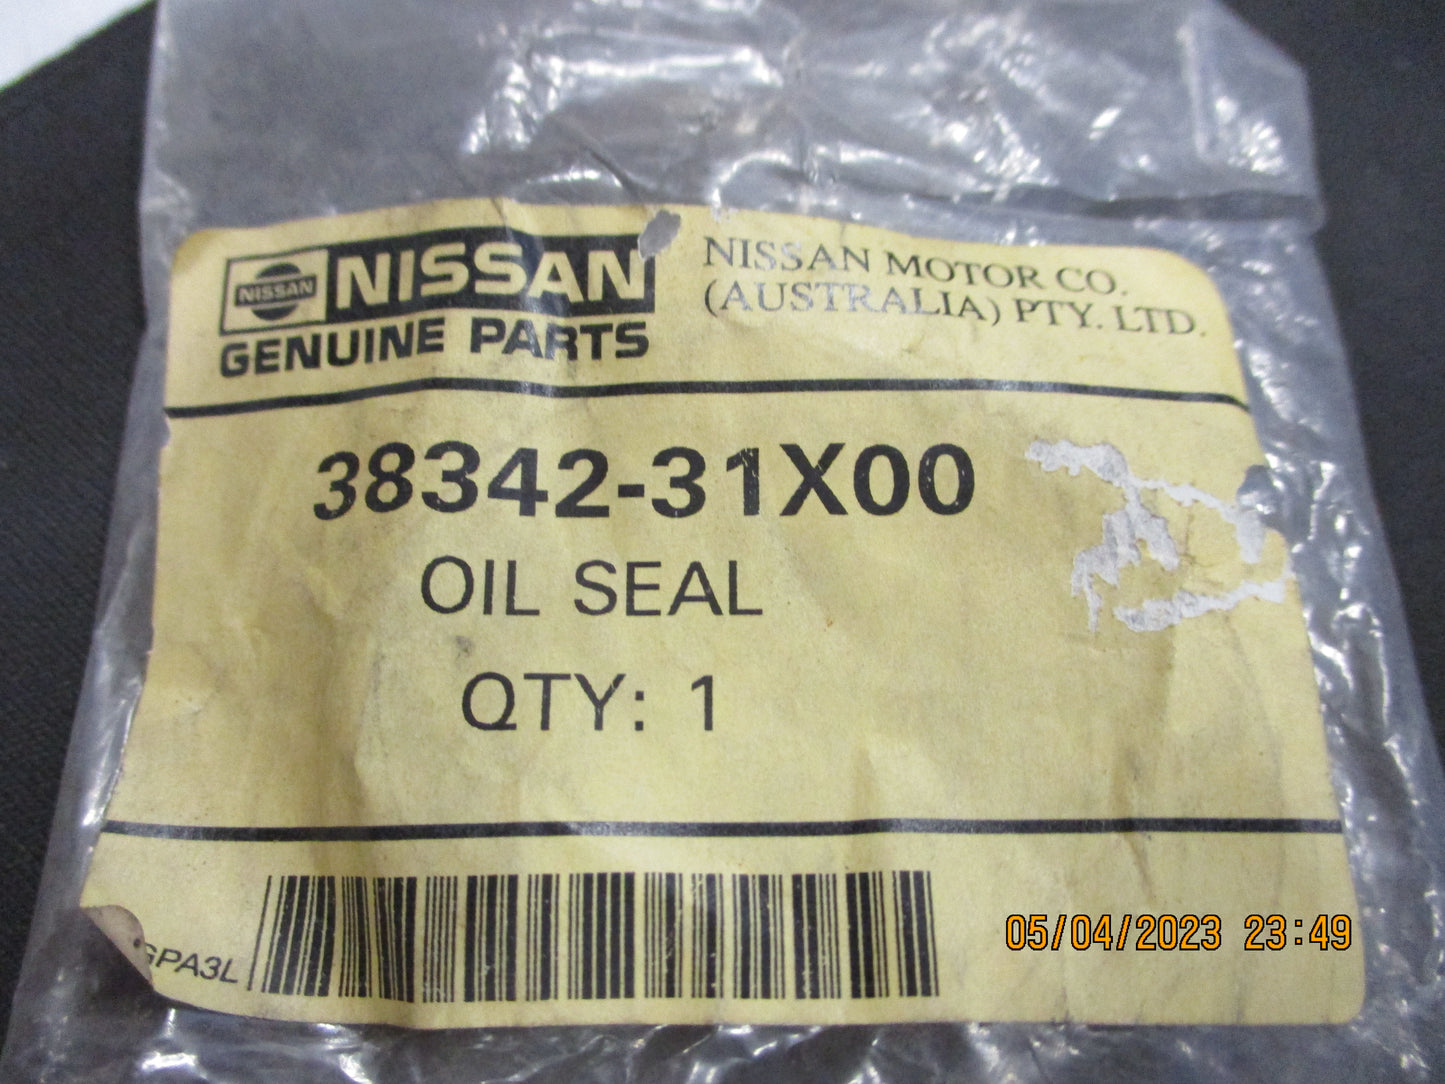 NISSAN NISSAN
GENUINE PARTS
NISSAN MOTOR CO.
(AUSTRALIA) PTY. LTD.
38342-31X00
OIL SEAL
QTY: 1
GPA3L
05/04/2023 23:49